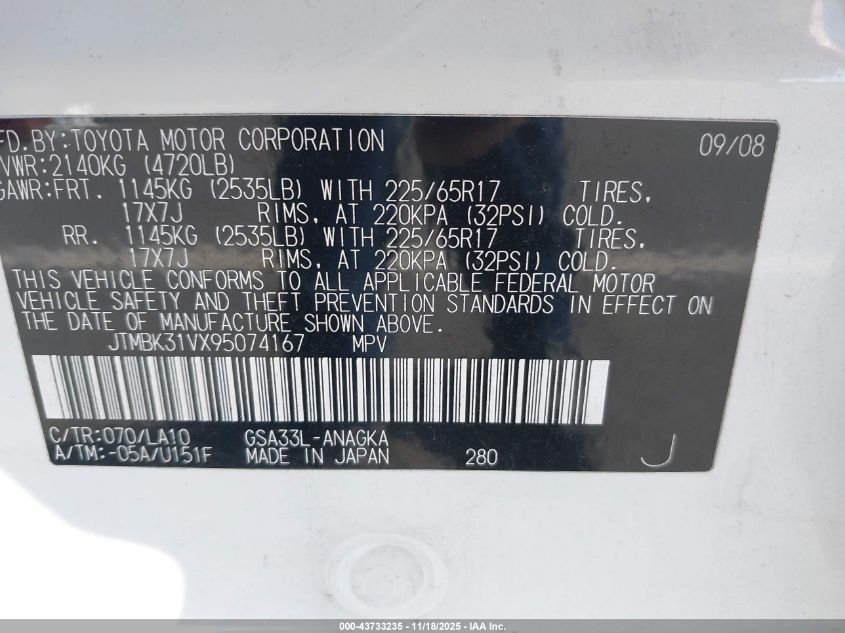 FD.BY:TOYOTA MOTOR CORPORATION 09/08
VWR:2140KG (4720LB)
GAWR:FRT. 1145KG (2535LB) WITH 225/65R17 TIRES,
17X7J RIMS, AT 220KPA (32PSI) COLD.
RR. 1145KG (2535LB) WITH 225/65R17 TIRES,
17X7J RIMS, AT 220KPA (32PSI) COLD.
THIS VEHICLE CONFORMS TO ALL APPLICABLE FEDERAL MOTOR
VEHICLE SAFETY AND THEFT PREVENTION STANDARDS IN EFFECT ON
THE DATE OF MANUFACTURE SHOWN ABOVE.
JTMBK31VX95074167 MPV
C/TR:070/LA10 GSA33L-ANAGKA
A/TM:-05A/U151F MADE IN JAPAN 280 J
000-43733235 - 11/18/2025 - IAA Inc.